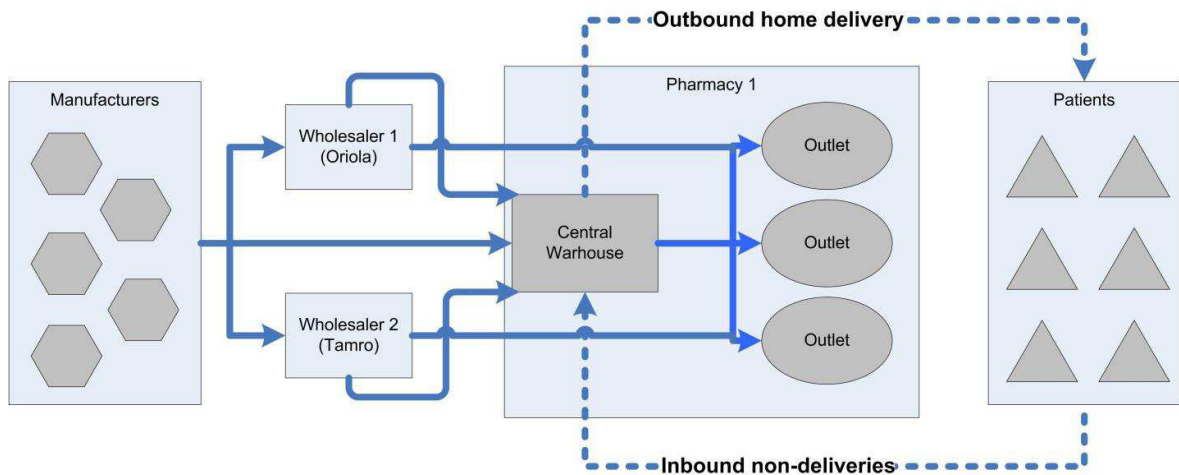 Outbound home delivery
Manufacturers
Pharmacy 1
Patients
Wholesaler 1
(Oriola)
Outlet
Central
Warhouse
Outlet
Wholesaler 2
(Tamro)
Outlet
Inbound non-deliveries